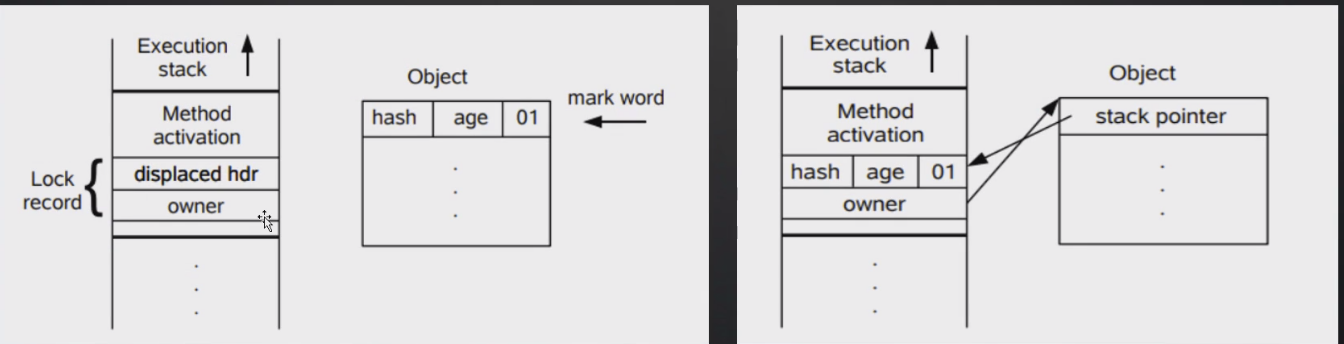 Execution
stack
Object
mark word
hash age 01
Method
activation
Lock
record
displaced hdr
owner
Execution
stack
Object
Method
activation
stack pointer
hash age 01
owner